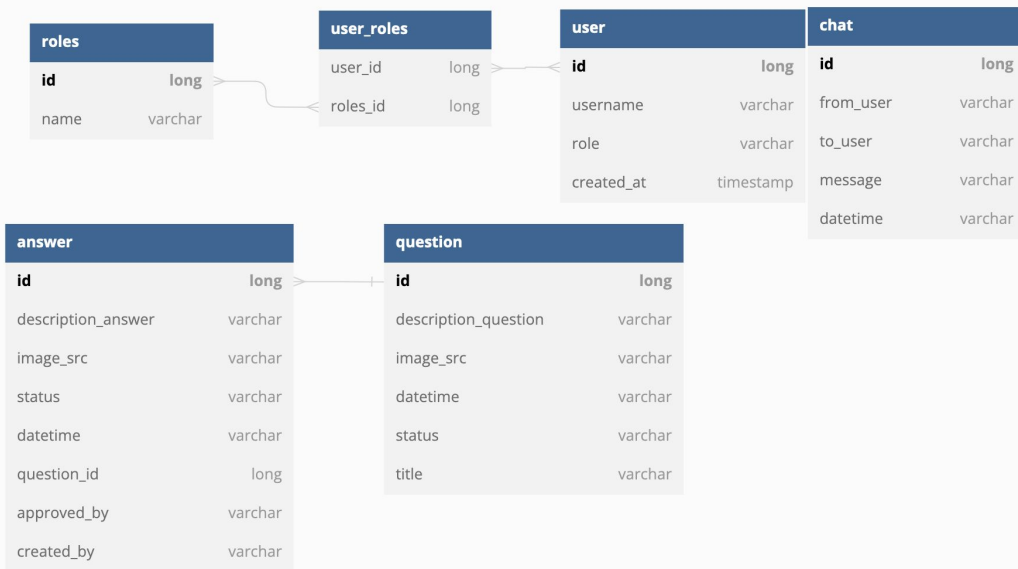 roles
id long
name varchar
user_roles
user_id long
roles_id long
user
id long
username varchar
role varchar
created_at timestamp
chat
id long
from_user varchar
to_user varchar
message varchar
datetime varchar
answer
id long
description_answer varchar
image_src varchar
status varchar
datetime varchar
question_id long
approved_by varchar
created_by varchar
question
id long
description_question varchar
image_src varchar
datetime varchar
status varchar
title varchar